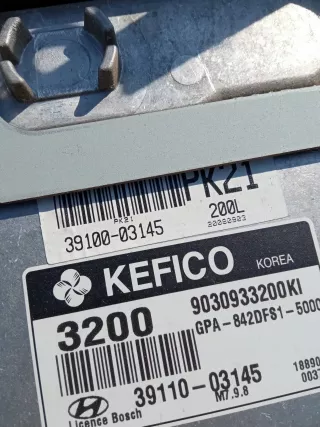 PK21
PK21
200L
39100-03145
20090903
KEFICO KOREA
3200 9030933200KI
GPA-842DFS1-5000
39110-03145
M7.9.8
Licence Bosch